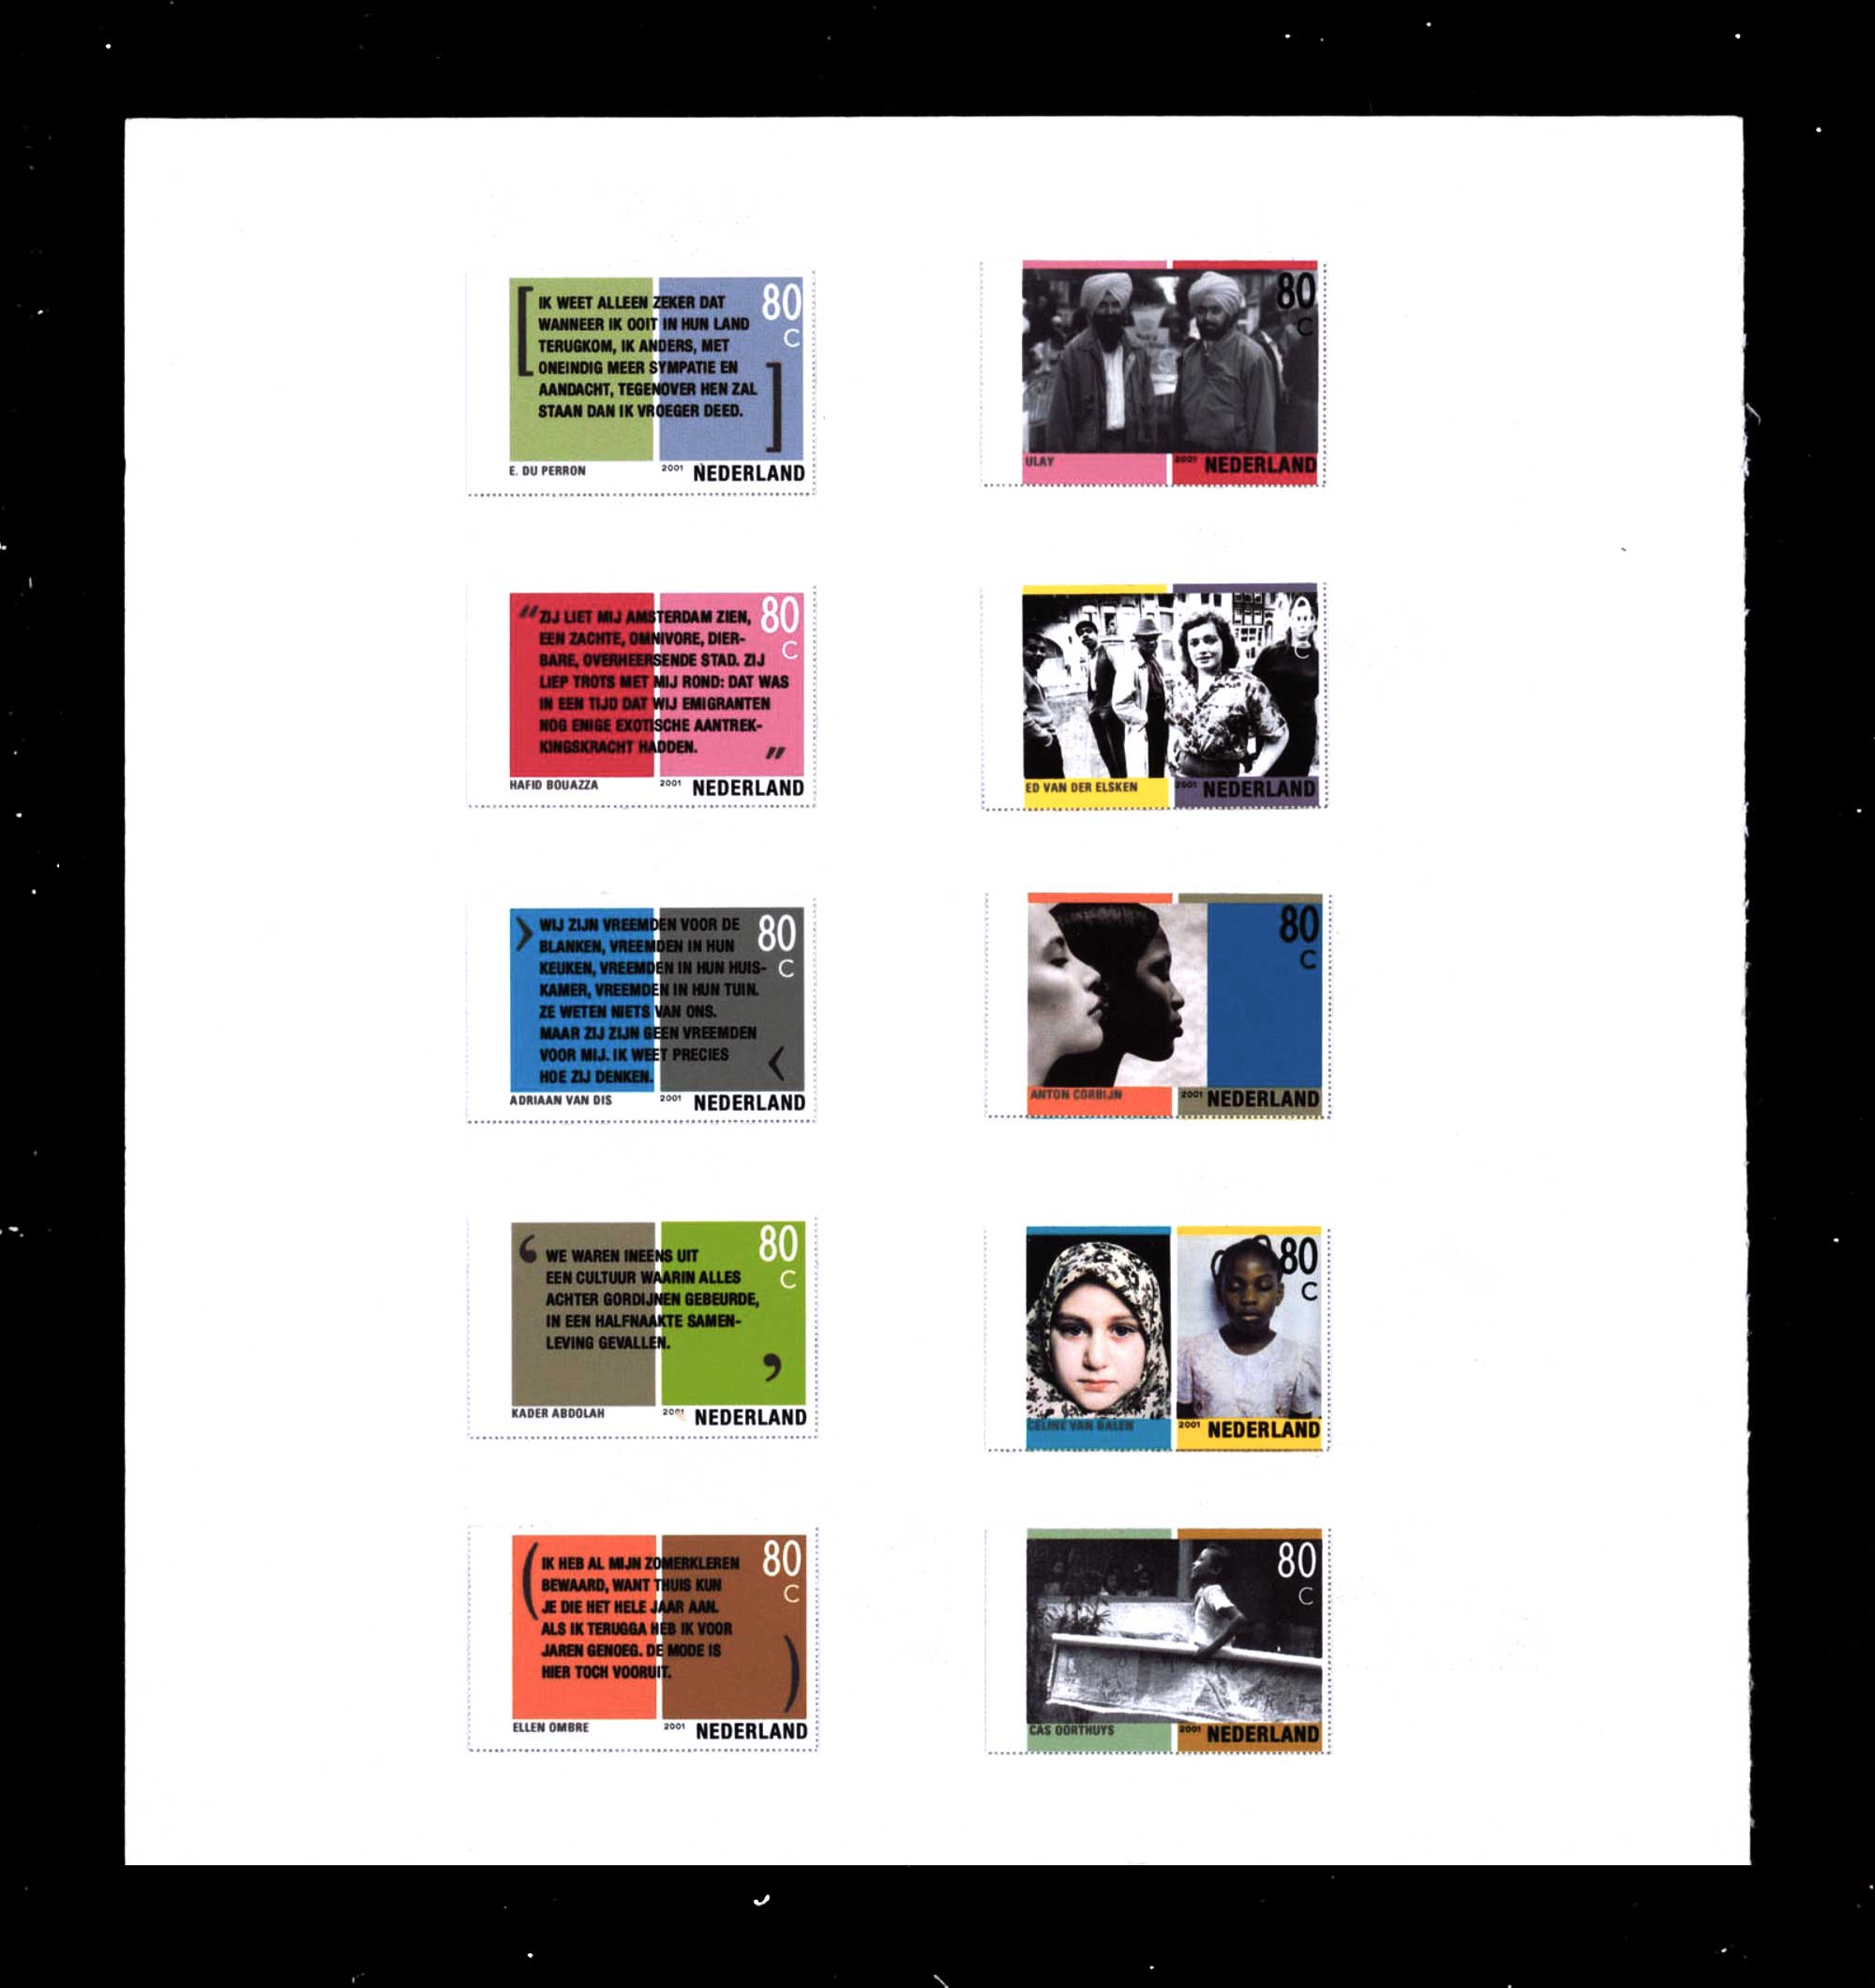 [ IK WEET ALLEEN ZEKER DAT
WANNEER IK OOIT IN HUN LAND
TERUGKOM, IK ANDERS, MET
ONEINDIG MEER SYMPATIE EN
AANDACHT, TEGENOVER HEN ZAL
STAAN DAN IK VROEGER DEED. ]
80
C
E. DU PERRON
2001 NEDERLAND
80
C
ULAY
2001 NEDERLAND
“ZIJ LIET MIJ AMSTERDAM ZIEN,
EEN ZACHTE, OMNIVORE, DIER-
BARE, OVERHEERSENDE STAD. ZIJ
LIEP TROTS MET MIJ ROND: DAT WAS
IN EEN TIJD DAT WIJ EMIGRANTEN
NOG ENIGE EXOTISCHE AANTREK-
KINGSKRACHT HADDEN. ”
80
C
HAFID BOUAZZA
2001 NEDERLAND
C
ED VAN DER ELSKEN
2001 NEDERLAND
> WIJ ZIJN VREEMDEN VOOR DE
BLANKEN, VREEMDEN IN HUN
KEUKEN, VREEMDEN IN HUN HUIS-
KAMER, VREEMDEN IN HUN TUIN.
ZE WETEN NIETS VAN ONS.
MAAR ZIJ ZIJN GEEN VREEMDEN
VOOR MIJ. IK WEET PRECIES
HOE ZIJ DENKEN. <
80
C
ADRIAAN VAN DIS
2001 NEDERLAND
80
C
ANTON CORBIJN
2001 NEDERLAND
‘ WE WAREN INEENS UIT
EEN CULTUUR WAARIN ALLES
ACHTER GORDIJNEN GEBEURDE,
IN EEN HALFNAAKTE SAMEN-
LEVING GEVALLEN. ’
80
C
KADER ABDOLAH
2001 NEDERLAND
80
C
CELINE VAN BALEN
2001 NEDERLAND
( IK HEB AL MIJN ZOMERKLEREN
BEWAARD, WANT THUIS KUN
JE DIE HET HELE JAAR AAN.
ALS IK TERUGGA HEB IK VOOR
JAREN GENOEG. DE MODE IS
HIER TOCH VOORUIT. )
80
C
ELLEN OMBRE
2001 NEDERLAND
80
C
CAS OORTHUYS
2001 NEDERLAND